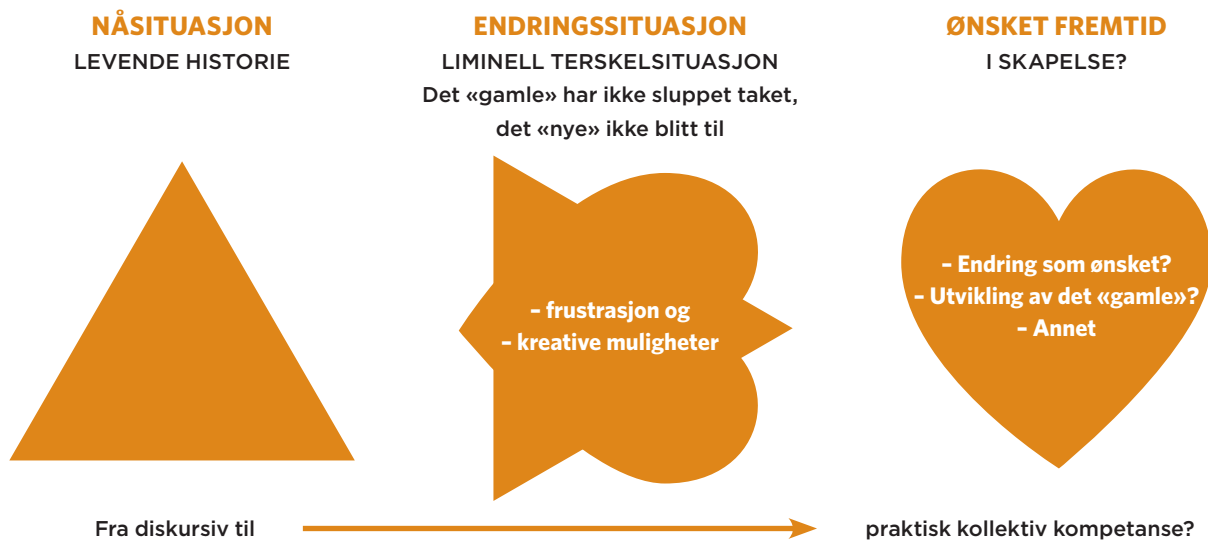 NÅSITUASJON
LEVENDE HISTORIE
ENDRINGSSITUASJON
LIMINELL TERSKELSITUASJON
Det «gamle» har ikke sluppet taket,
det «nye» ikke blitt til
ØNSKET FREMTID
I SKAPELSE?
– frustrasjon og
– kreative muligheter
– Endring som ønsket?
– Utvikling av det «gamle»?
– Annet
Fra diskursiv til
praktisk kollektiv kompetanse?